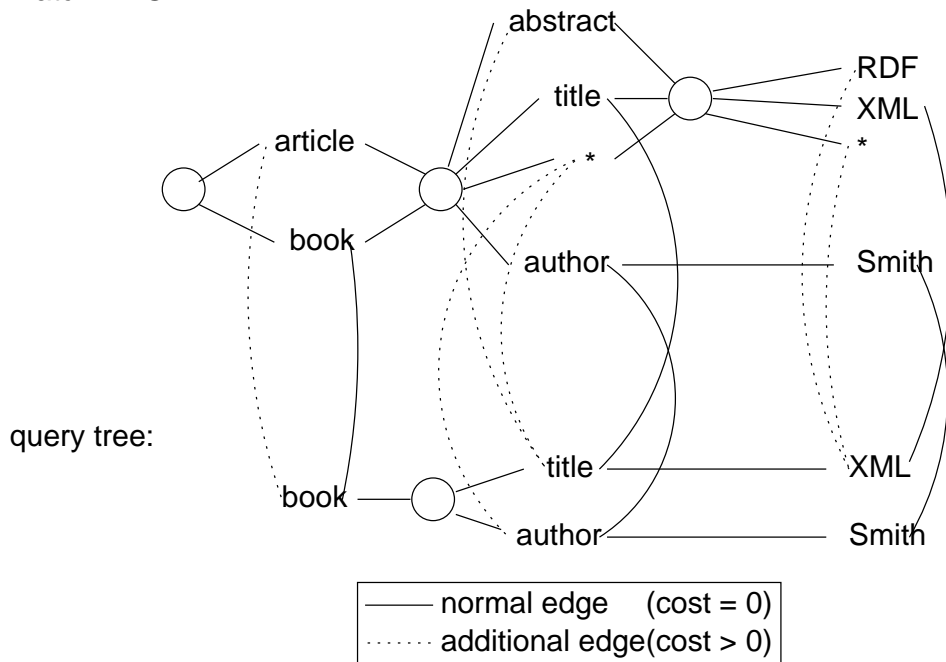 abstract
RDF
title
XML
article
*
*
book
author
Smith
query tree:
title
XML
book
author
Smith
normal edge (cost = 0)
additional edge(cost > 0)